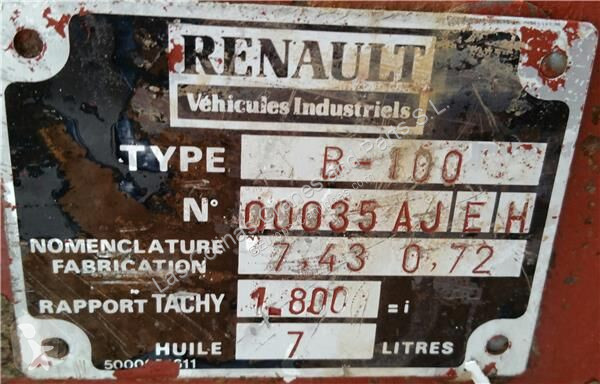 RENAULT
Véhicules Industriels
TYPE B-100
N° 00035 AJ E H
NOMENCLATURE
FABRICATION 7,43 0,72
RAPPORT TACHY 1.800 =i
HUILE 7 LITRES